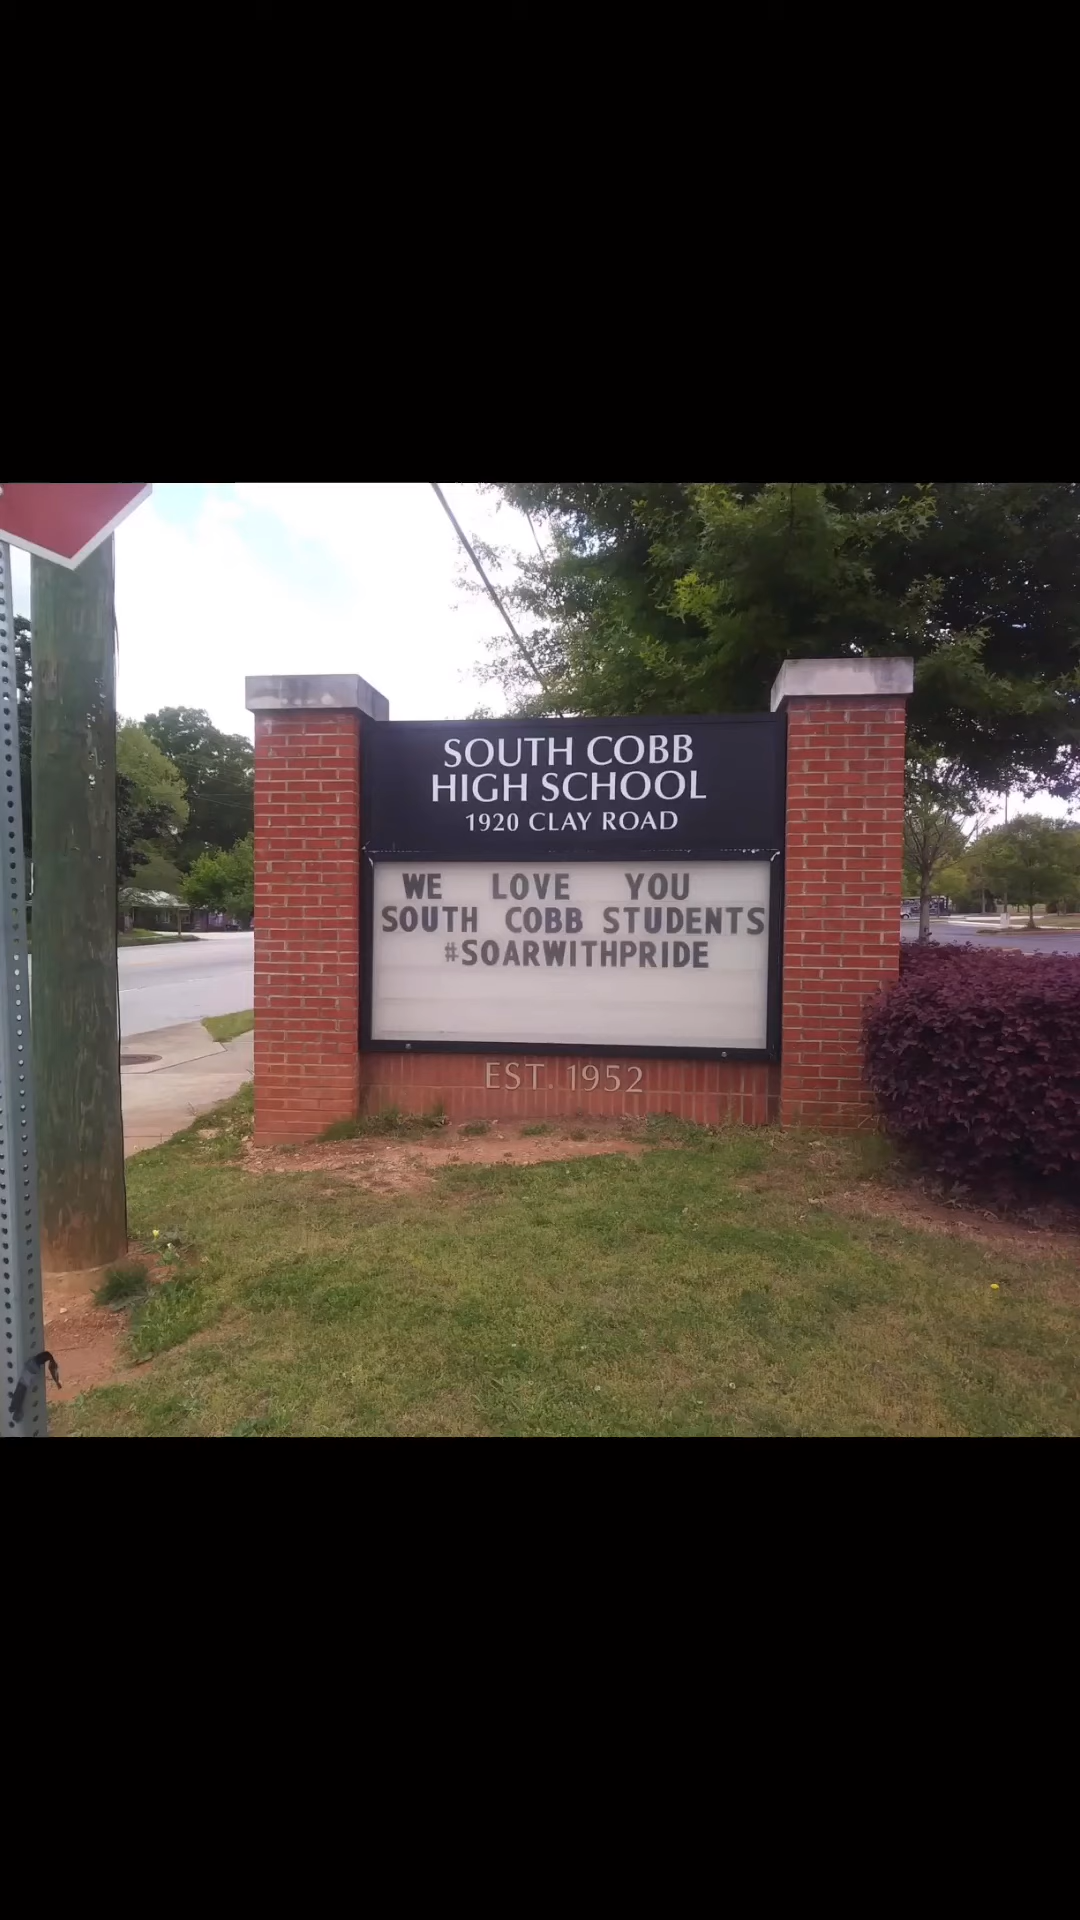 SOUTH COBB
HIGH SCHOOL
1920 CLAY ROAD
WE LOVE YOU
SOUTH COBB STUDENTS
#SOARWITHPRIDE
EST. 1952